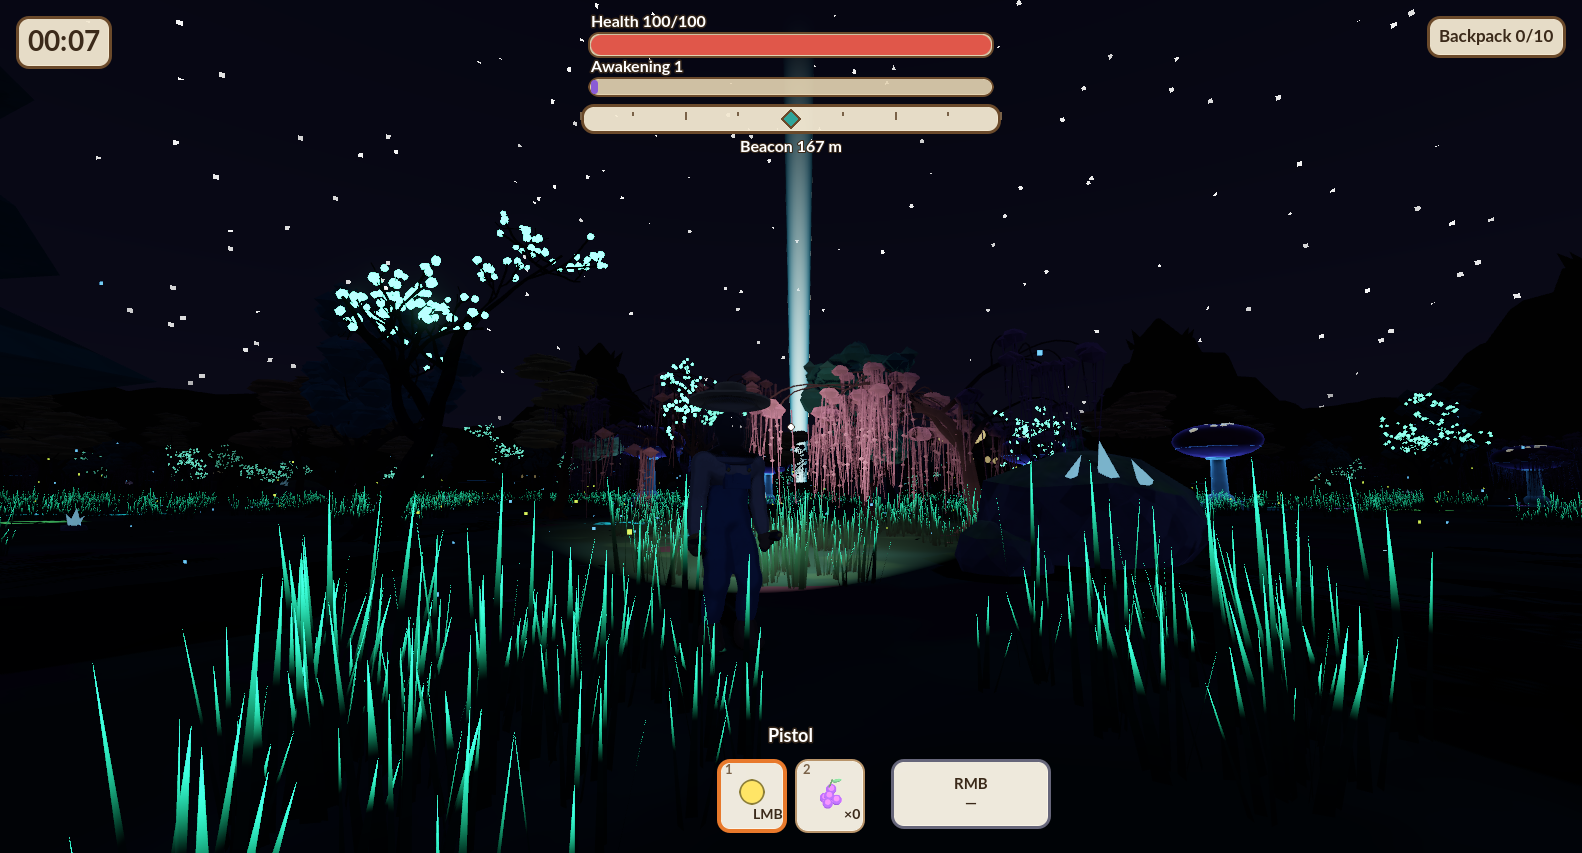 00:07
Health 100/100
Awakening 1
Beacon 167 m
Backpack 0/10
Pistol
1
LMB
2
×0
RMB
—